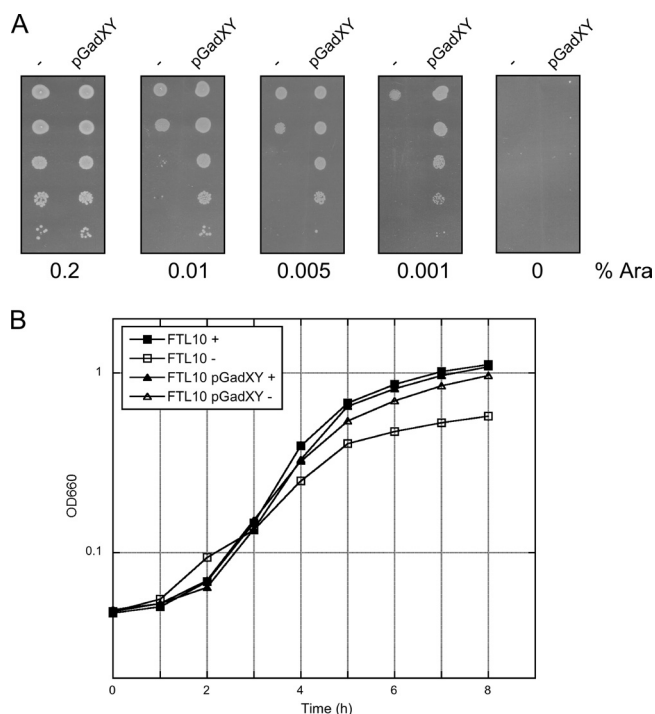 A
- pGadXY - pGadXY - pGadXY - pGadXY - pGadXY
0.2 0.01 0.005 0.001 0 % Ara
B
FTL10 +
FTL10 -
FTL10 pGadXY +
FTL10 pGadXY -
1
0.1
OD660
0 2 4 6 8
Time (h)